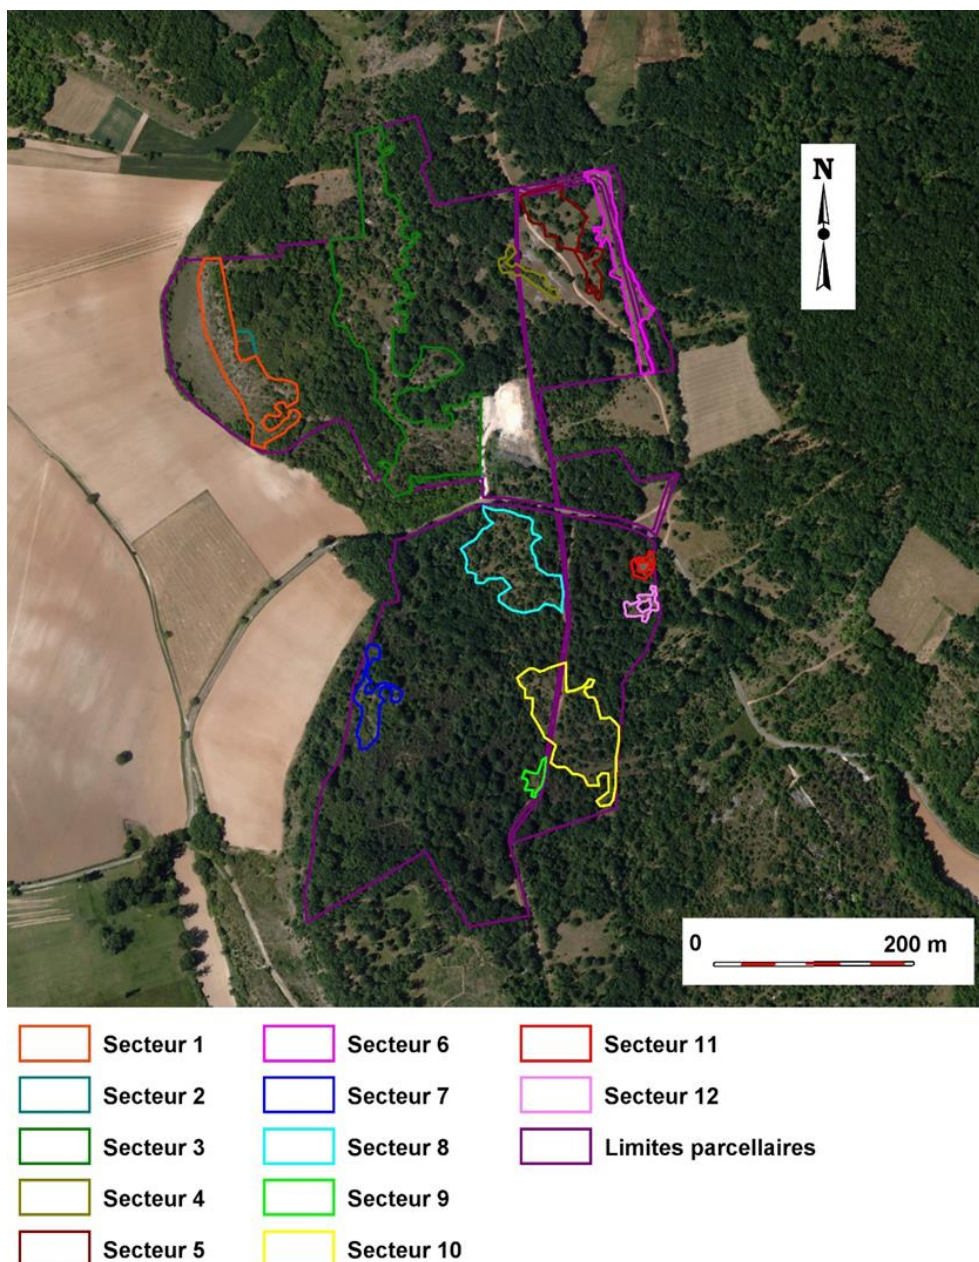 N
0 200 m
Secteur 1 Secteur 6 Secteur 11
Secteur 2 Secteur 7 Secteur 12
Secteur 3 Secteur 8 Limites parcellaires
Secteur 4 Secteur 9
Secteur 5 Secteur 10